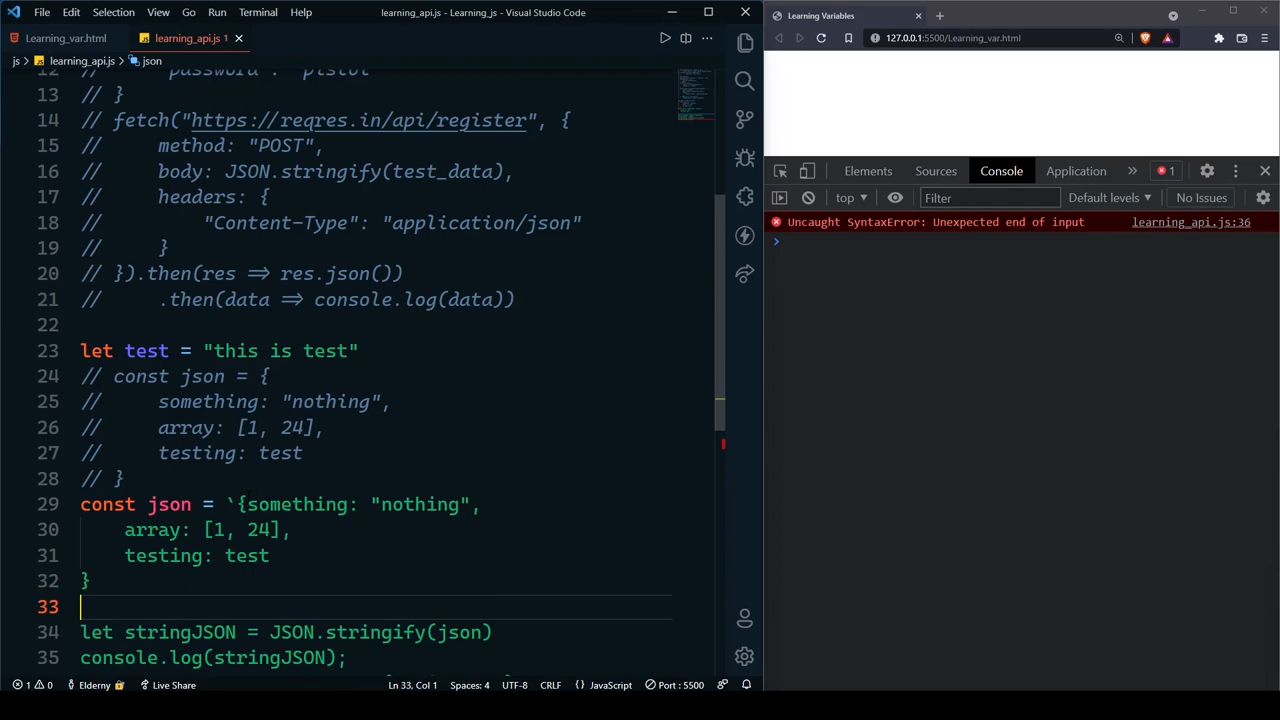 File Edit Selection View Go Run Terminal Help learning_api.js - Learning_js - Visual Studio Code
Learning_var.html learning_api.js 1
js > learning_api.js > json
12 // "password": "pistol"
13 // }
14 // fetch("https://reqres.in/api/register", {
15 // method: "POST",
16 // body: JSON.stringify(test_data),
17 // headers: {
18 // "Content-Type": "application/json"
19 // }
20 // }).then(res => res.json())
21 // .then(data => console.log(data))
22
23 let test = "this is test"
24 // const json = {
25 // something: "nothing",
26 // array: [1, 24],
27 // testing: test
28 // }
29 const json = `{something: "nothing",
30 array: [1, 24],
31 testing: test
32 }
33
34 let stringJSON = JSON.stringify(json)
35 console.log(stringJSON);
1 0 Elderny Live Share Ln 33, Col 1 Spaces: 4 UTF-8 CRLF {} JavaScript Port : 5500
Learning Variables
127.0.0.1:5500/Learning_var.html
Elements Sources Console Application 1
top Filter Default levels No Issues
Uncaught SyntaxError: Unexpected end of input learning_api.js:36